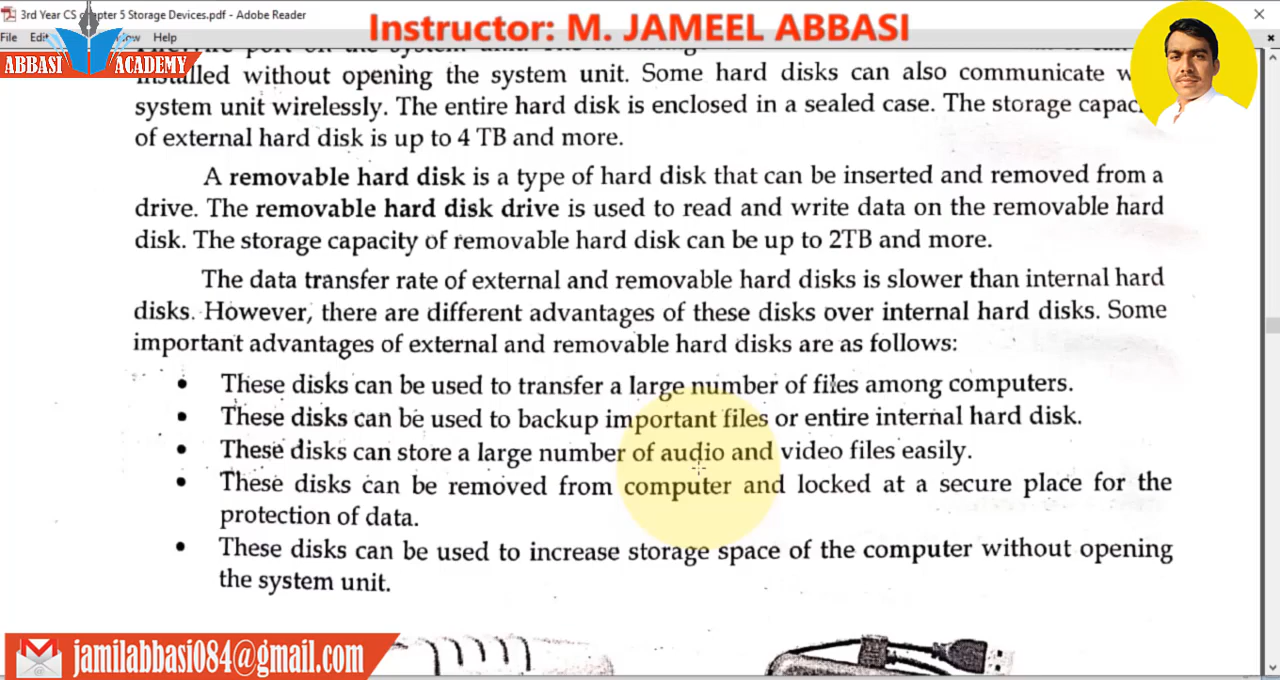 3rd Year CS chapter 5 Storage Devices.pdf - Adobe Reader
Instructor: M. JAMEEL ABBASI
File Help
ABBASI ACADEMY
installed without opening the system unit. Some hard disks can also communicate
system unit wirelessly. The entire hard disk is enclosed in a sealed case. The storage
of external hard disk is up to 4 TB and more.
A removable hard disk is a type of hard disk that can be inserted and removed from a
drive. The removable hard disk drive is used to read and write data on the removable hard
disk. The storage capacity of removable hard disk can be up to 2TB and more.
The data transfer rate of external and removable hard disks is slower than internal hard
disks. However, there are different advantages of these disks over internal hard disks. Some
important advantages of external and removable hard disks are as follows:
• These disks can be used to transfer a large number of files among computers.
• These disks can be used to backup important files or entire internal hard disk.
• These disks can store a large number of audio and video files easily.
• These disks can be removed from computer and locked at a secure place for the
protection of data.
• These disks can be used to increase storage space of the computer without opening
the system unit.
jamilabbasi084@gmail.com